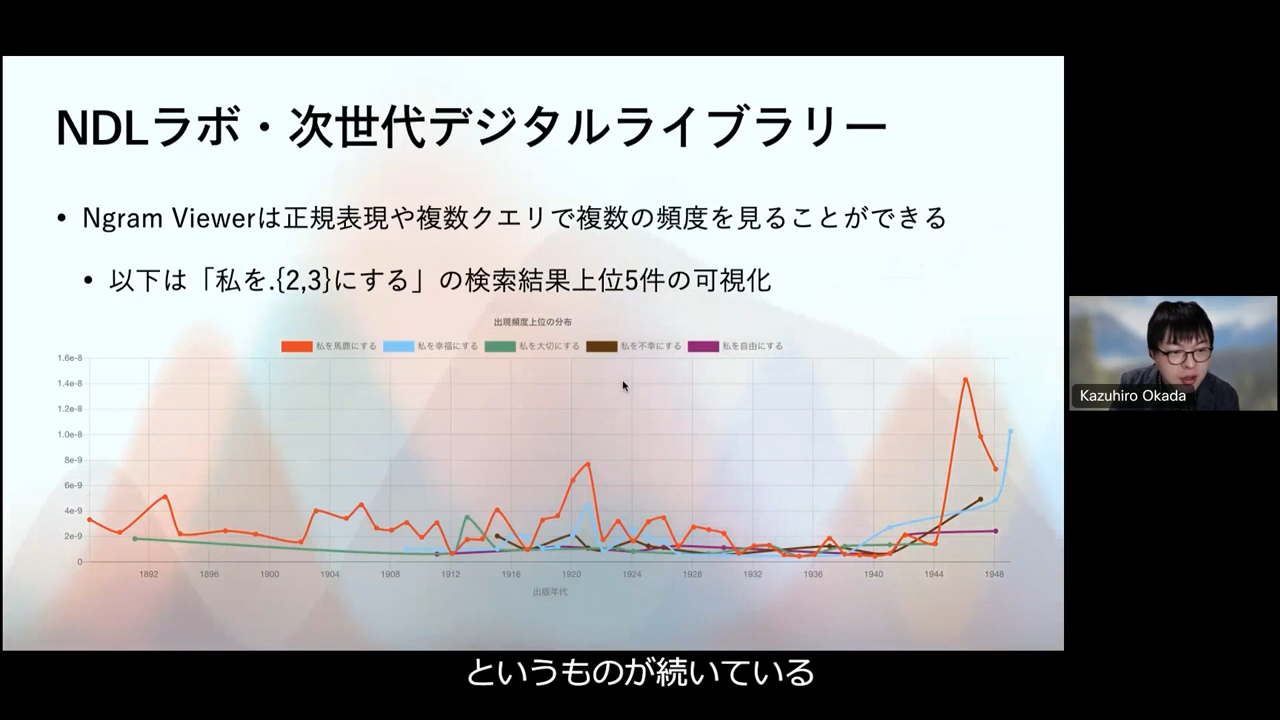 NDLラボ・次世代デジタルライブラリー
• Ngram Viewerは正規表現や複数クエリで複数の頻度を見ることができる
• 以下は「私を.{2,3}にする」の検索結果上位5件の可視化
出現頻度上位の分布
私を馬鹿にする 私を幸福にする 私を大切にする 私を不幸にする 私を自由にする
1.6e-8
1.4e-8
1.2e-8
1.0e-8
8e-9
6e-9
4e-9
2e-9
0
1892 1896 1900 1904 1908 1912 1916 1920 1924 1928 1932 1936 1940 1944 1948
出版年代
Kazuhiro Okada
というものが続いている